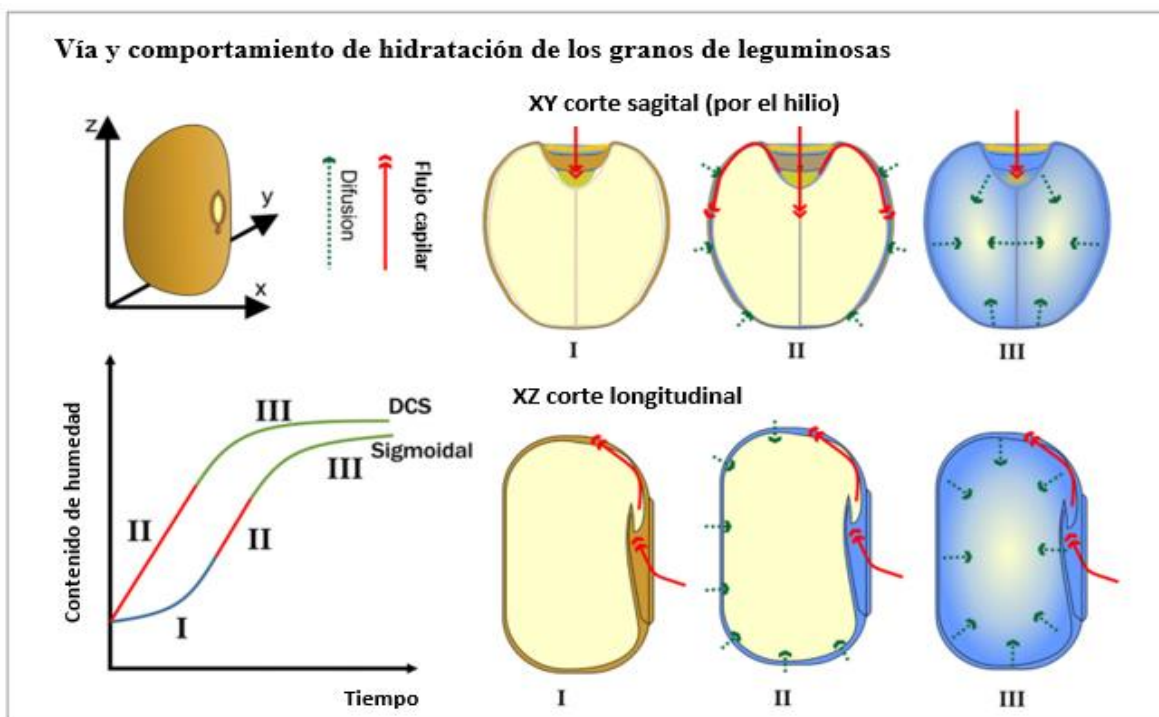 Vía y comportamiento de hidratación de los granos de leguminosas
XY corte sagital (por el hilio)
z
y
x
Difusion
Flujo capilar
I
II
III
Contenido de humedad
III
DCS
Sigmoidal
III
II
II
I
Tiempo
XZ corte longitudinal
I
II
III